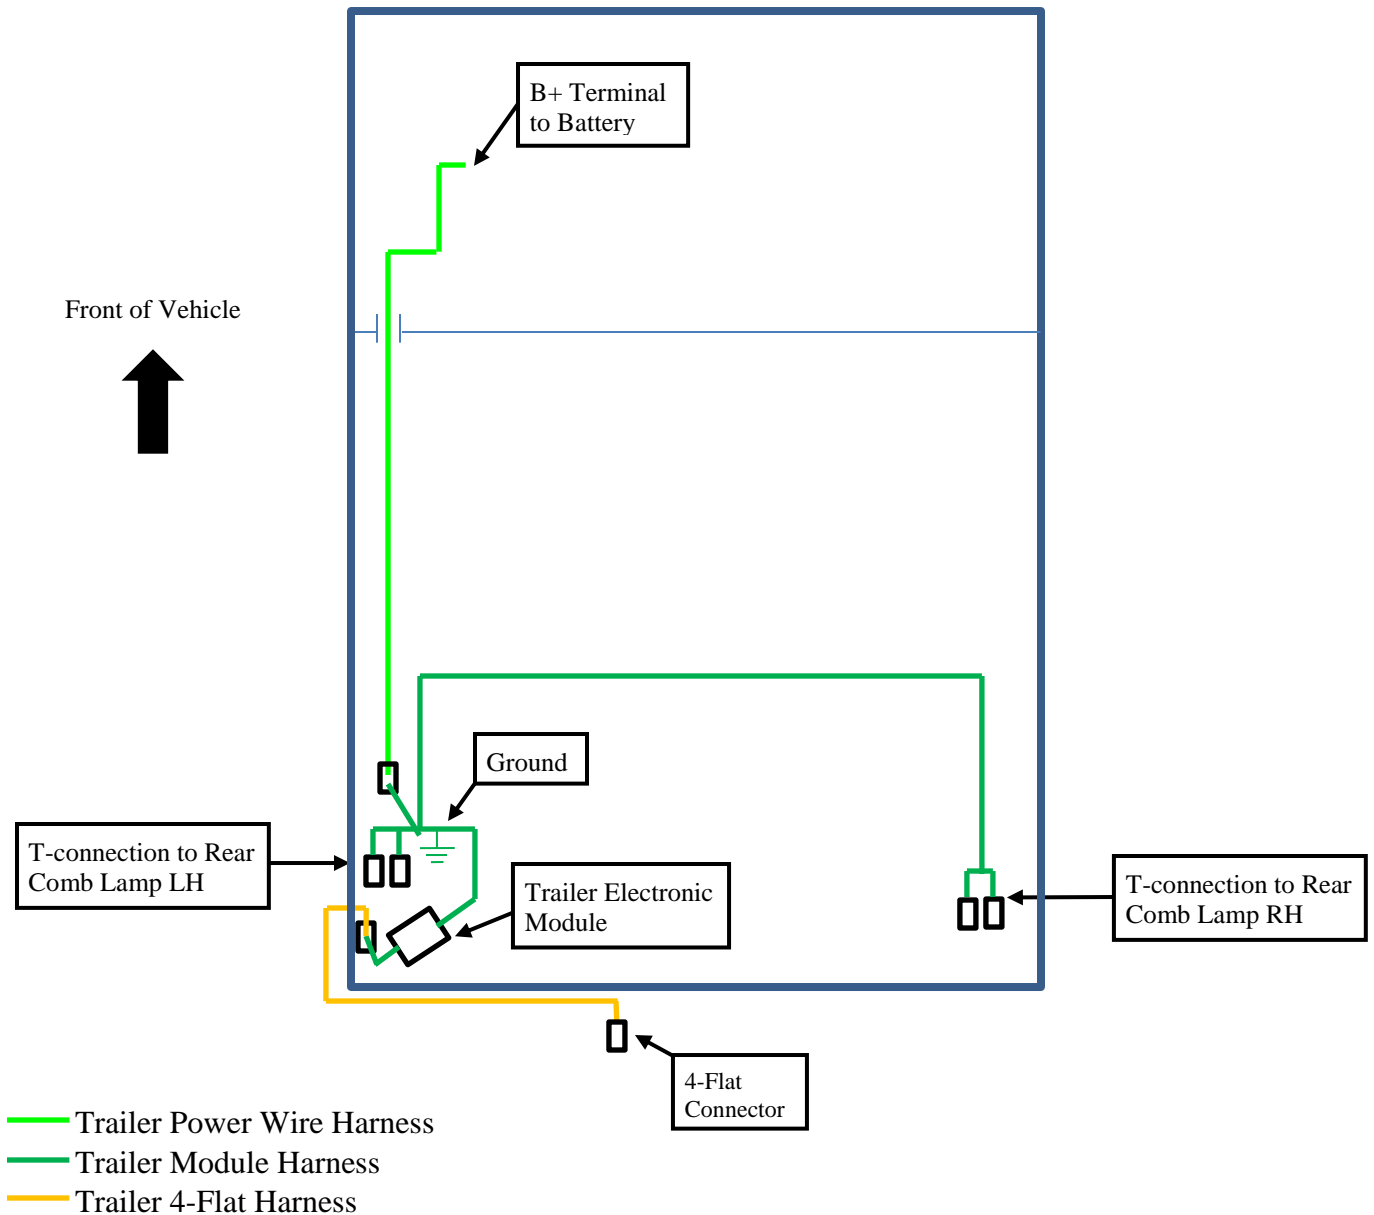 B+ Terminal
to Battery
Front of Vehicle
Ground
T-connection to Rear
Comb Lamp LH
Trailer Electronic
Module
T-connection to Rear
Comb Lamp RH
4-Flat
Connector
Trailer Power Wire Harness
Trailer Module Harness
Trailer 4-Flat Harness